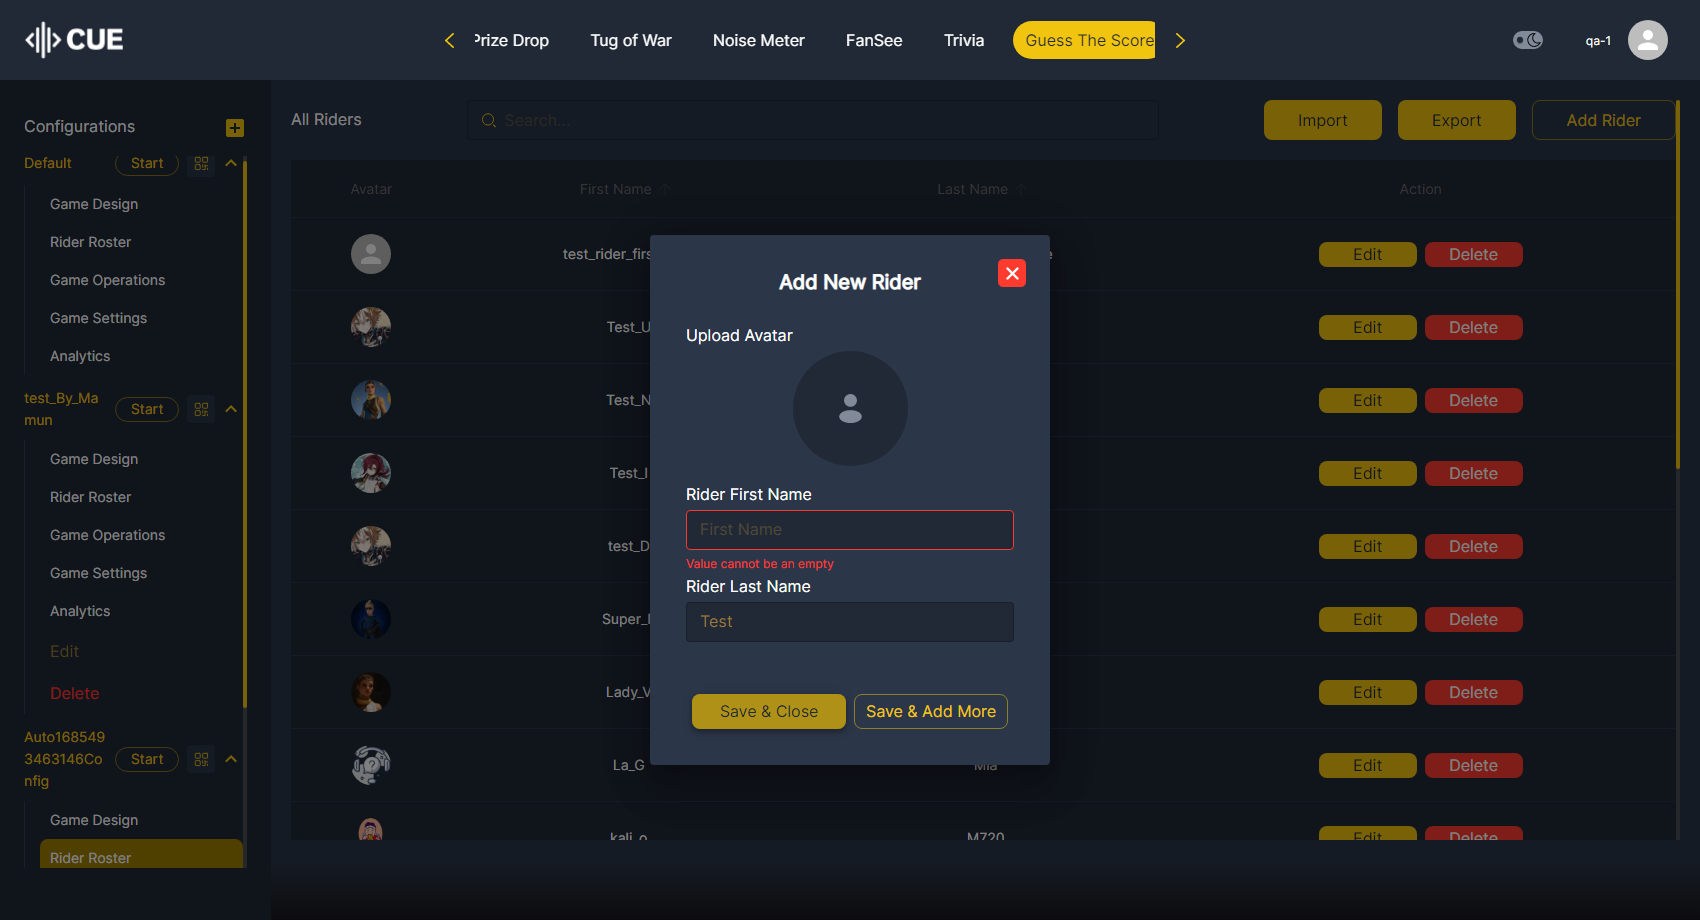 CUE
Prize Drop
Tug of War
Noise Meter
FanSee
Trivia
Guess The Score
qa-1
Configurations
Default
Start
Game Design
Rider Roster
Game Operations
Game Settings
Analytics
test_By_Ma
mun
Start
Game Design
Rider Roster
Game Operations
Game Settings
Analytics
Edit
Delete
Auto168549
3463146Co
nfig
Start
Game Design
Rider Roster
All Riders
Search...
Import
Export
Add Rider
Avatar
First Name
Last Name
Action
test_rider_firs
e
Edit
Delete
Test_U
Edit
Delete
Test_N
Edit
Delete
Test_I
Edit
Delete
test_D
Edit
Delete
Super_
Edit
Delete
Lady_V
Edit
Delete
La_G
Mia
Edit
Delete
kali_o
M720
Edit
Delete
Add New Rider
Upload Avatar
Rider First Name
First Name
Value cannot be an empty
Rider Last Name
Test
Save & Close
Save & Add More